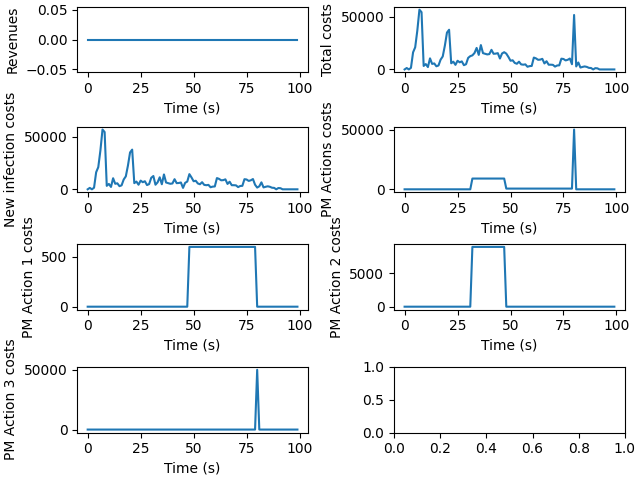 Revenues
0.05
0.00
−0.05
0 25 50 75 100
Time (s)
Total costs
50000
0
0 25 50 75 100
Time (s)
New infection costs
50000
0
0 25 50 75 100
Time (s)
PM Actions costs
50000
0
0 25 50 75 100
Time (s)
PM Action 1 costs
500
0
0 25 50 75 100
Time (s)
PM Action 2 costs
5000
0
0 25 50 75 100
Time (s)
PM Action 3 costs
50000
0
0 25 50 75 100
Time (s)
1.0
0.5
0.0
0.0 0.2 0.4 0.6 0.8 1.0